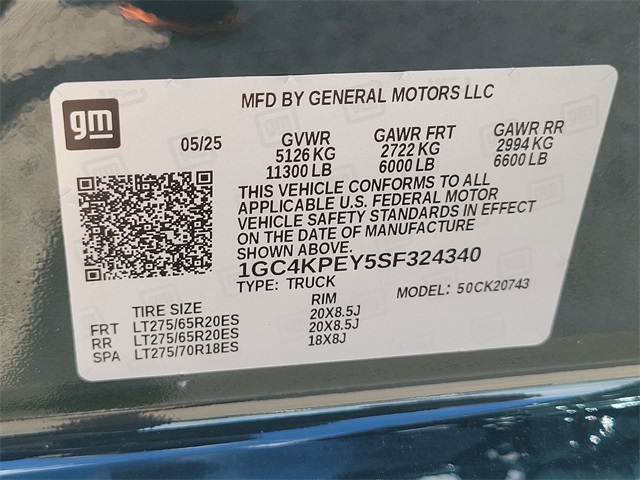 gm
MFD BY GENERAL MOTORS LLC
05/25 GVWR GAWR FRT GAWR RR
5126 KG 2722 KG 2994 KG
11300 LB 6000 LB 6600 LB
THIS VEHICLE CONFORMS TO ALL
APPLICABLE U.S. FEDERAL MOTOR
VEHICLE SAFETY STANDARDS IN EFFECT
ON THE DATE OF MANUFACTURE
SHOWN ABOVE.
1GC4KPEY5SF324340
TYPE: TRUCK MODEL: 50CK20743
TIRE SIZE RIM
FRT LT275/65R20ES 20X8.5J
RR LT275/65R20ES 20X8.5J
SPA LT275/70R18ES 18X8J